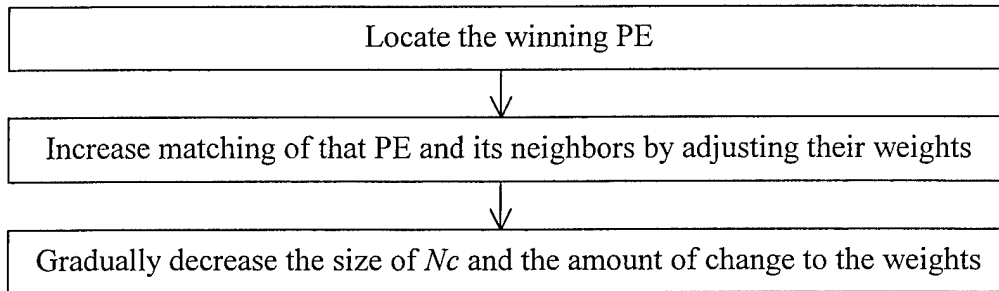 Locate the winning PE
Increase matching of that PE and its neighbors by adjusting their weights
Gradually decrease the size of Nc and the amount of change to the weights